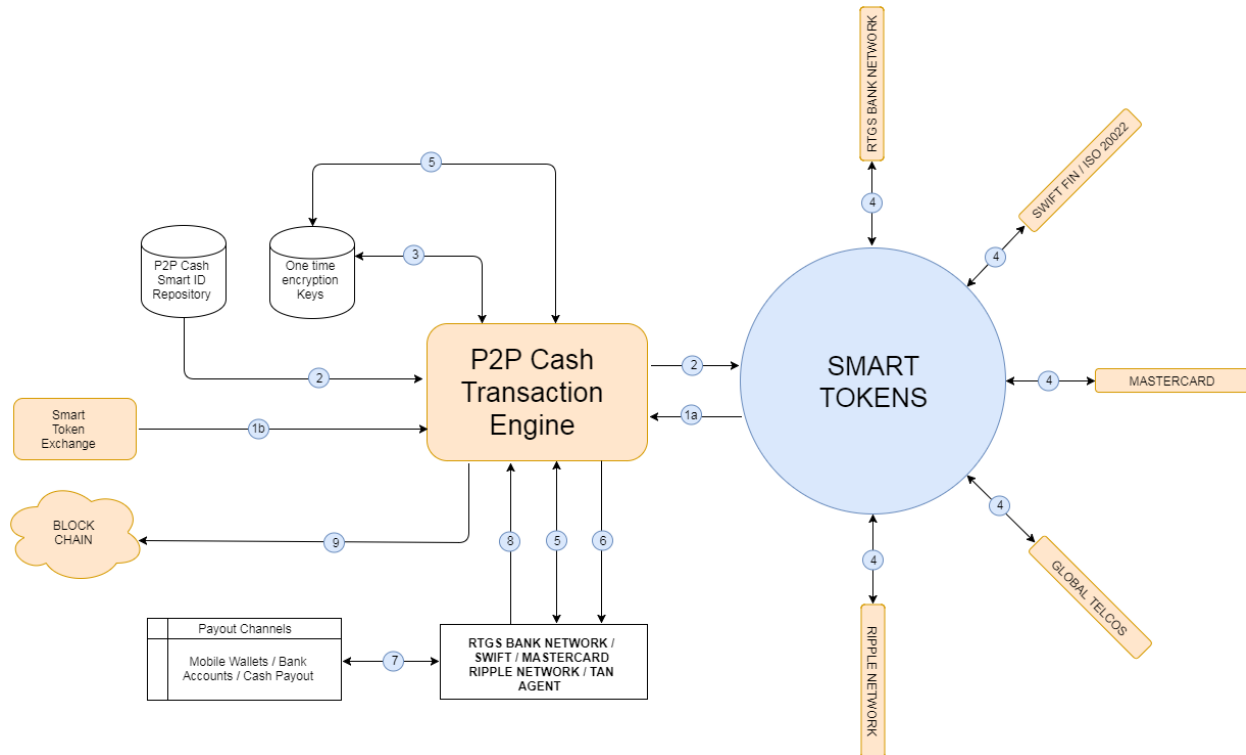 RTGS BANK NETWORK
SWIFT FIN / ISO 20022
4
4
5
P2P Cash
Smart ID
Repository
One time
encryption
Keys
3
4
P2P Cash
Transaction
Engine
2
SMART
TOKENS
2
4
MASTERCARD
1a
Smart
Token
Exchange
1b
BLOCK
CHAIN
9
8
5
6
4
4
GLOBAL TELCOS
RIPPLE NETWORK
Payout Channels
Mobile Wallets / Bank
Accounts / Cash Payout
7
RTGS BANK NETWORK /
SWIFT / MASTERCARD
RIPPLE NETWORK / TAN
AGENT